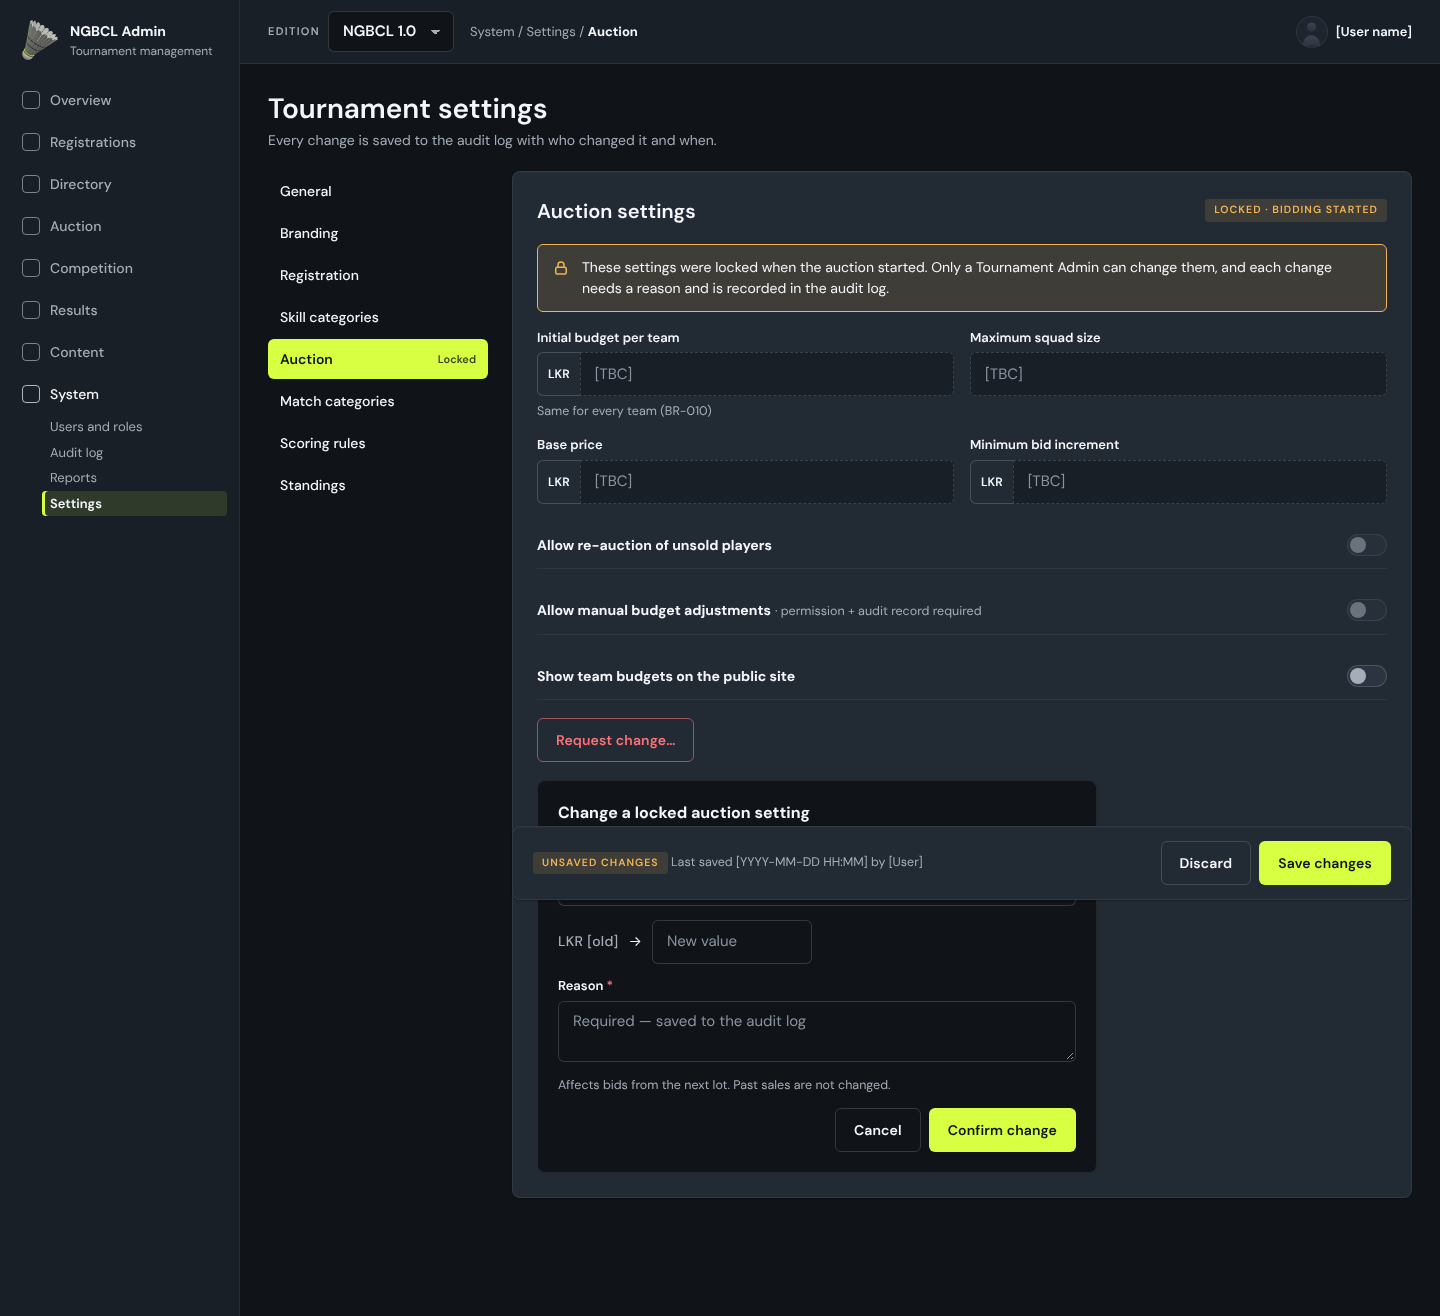 NGBCL Admin
Tournament management
EDITION
NGBCL 1.0
System / Settings / Auction
[User name]
Overview
Registrations
Directory
Auction
Competition
Results
Content
System
Users and roles
Audit log
Reports
Settings
Tournament settings
Every change is saved to the audit log with who changed it and when.
General
Branding
Registration
Skill categories
Auction
Locked
Match categories
Scoring rules
Standings
Auction settings
LOCKED · BIDDING STARTED
These settings were locked when the auction started. Only a Tournament Admin can change them, and each change
needs a reason and is recorded in the audit log.
Initial budget per team
LKR
[TBC]
Same for every team (BR-010)
Maximum squad size
[TBC]
Base price
LKR
[TBC]
Minimum bid increment
LKR
[TBC]
Allow re-auction of unsold players
Allow manual budget adjustments · permission + audit record required
Show team budgets on the public site
Request change…
Change a locked auction setting
UNSAVED CHANGES
Last saved [YYYY-MM-DD HH:MM] by [User]
Discard
Save changes
LKR [old] →
New value
Reason *
Required — saved to the audit log
Affects bids from the next lot. Past sales are not changed.
Cancel
Confirm change